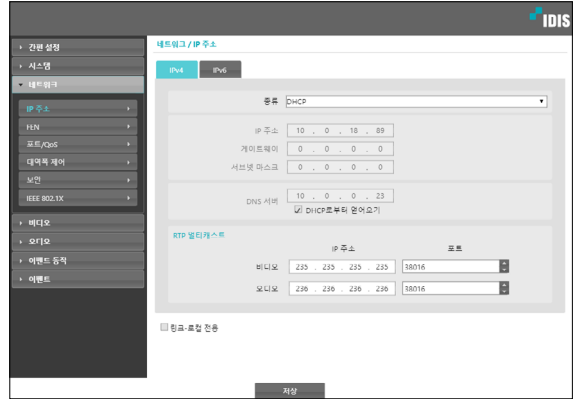 IDIS
간편 설정
시스템
네트워크
IP 주소
FEN
포트/QoS
대역폭 제어
보안
IEEE 802.1X
비디오
오디오
이벤트 동작
이벤트
네트워크 / IP 주소
IPv4 IPv6
종류 DHCP
IP 주소 10 . 0 . 18 . 89
게이트웨이 0 . 0 . 0 . 0
서브넷 마스크 0 . 0 . 0 . 0
DNS 서버 10 . 0 . 0 . 23
DHCP로부터 얻어오기
RTP 멀티캐스트
IP 주소 포트
비디오 235 . 235 . 235 . 235 38016
오디오 236 . 236 . 236 . 236 38016
링크-로컬 전용
저장